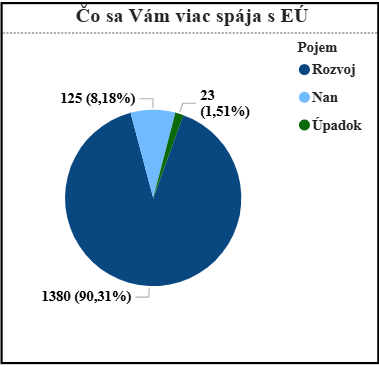 Čo sa Vám viac spája s EÚ
Pojem
Rozvoj
Nan
Úpadok
125 (8,18%)
23
(1,51%)
1380 (90,31%)